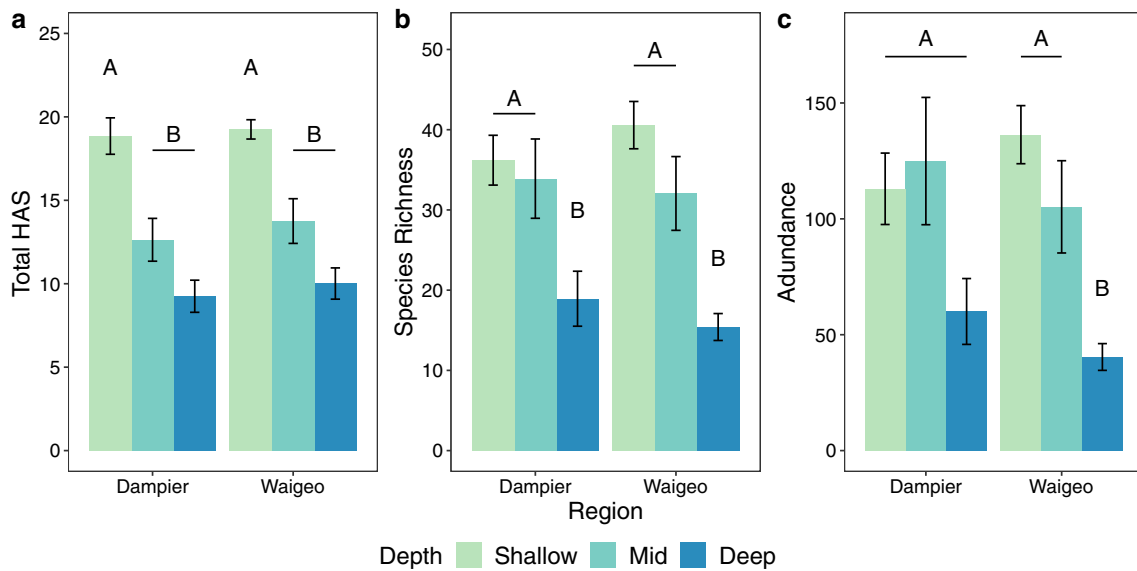 a
Total HAS
25
20
15
10
5
0
A
B
A
B
Dampier
Waigeo
b
Species Richness
50
40
30
20
10
0
A
B
A
B
Dampier
Waigeo
c
Adundance
150
100
50
0
A
A
B
Dampier
Waigeo
Region
Depth Shallow Mid Deep